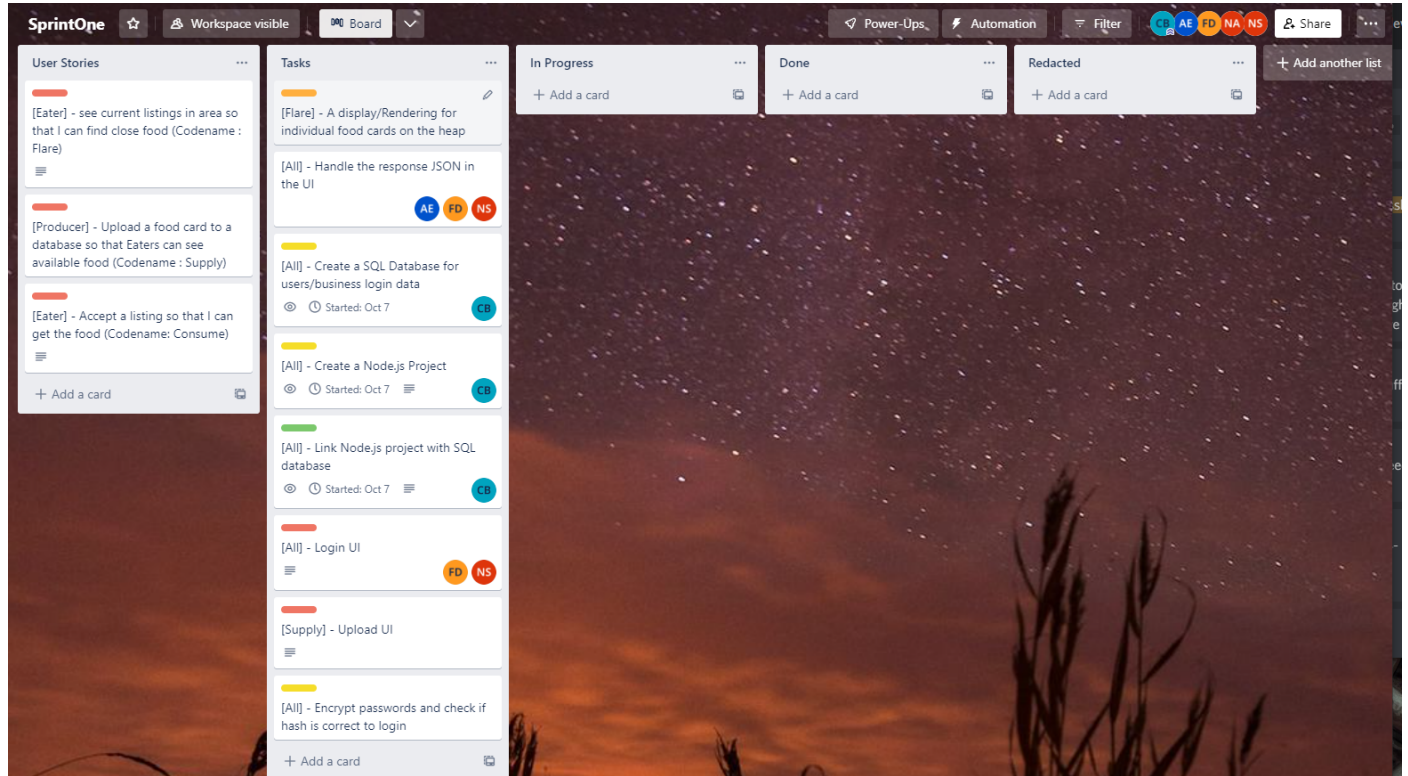 SprintOne
Workspace visible
Board
Power-Ups
Automation
Filter
CB AE FD NA NS
Share
User Stories
[Eater] - see current listings in area so
that I can find close food (Codename :
Flare)
[Producer] - Upload a food card to a
database so that Eaters can see
available food (Codename : Supply)
[Eater] - Accept a listing so that I can
get the food (Codename: Consume)
+ Add a card
Tasks
[Flare] - A display/Rendering for
individual food cards on the heap
[All] - Handle the response JSON in
the UI
AE FD NS
[All] - Create a SQL Database for
users/business login data
Started: Oct 7
CB
[All] - Create a Node.js Project
Started: Oct 7
CB
[All] - Link Node.js project with SQL
database
Started: Oct 7
CB
[All] - Login UI
FD NS
[Supply] - Upload UI
[All] - Encrypt passwords and check if
hash is correct to login
+ Add a card
In Progress
+ Add a card
Done
+ Add a card
Redacted
+ Add a card
+ Add another list